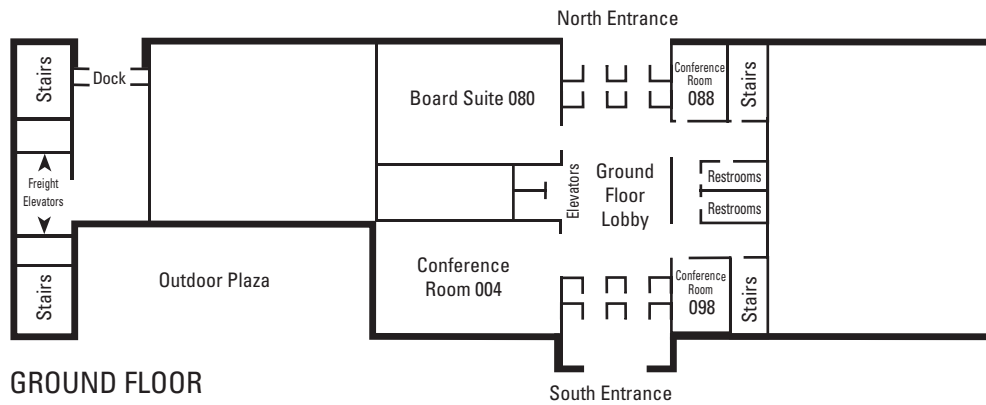 North Entrance
Stairs
Dock
Board Suite 080
Conference
Room
088
Stairs
Freight
Elevators
Elevators
Ground
Floor
Lobby
Restrooms
Restrooms
Stairs
Outdoor Plaza
Conference
Room 004
Conference
Room
098
Stairs
GROUND FLOOR
South Entrance